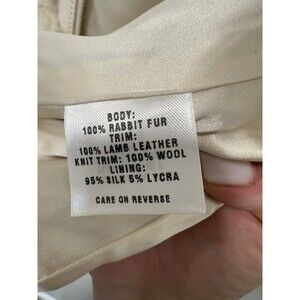 BODY:
100% RABBIT FUR
TRIM:
100% LAMB LEATHER
KNIT TRIM: 100% WOOL
LINING:
95% SILK 5% LYCRA
CARE ON REVERSE